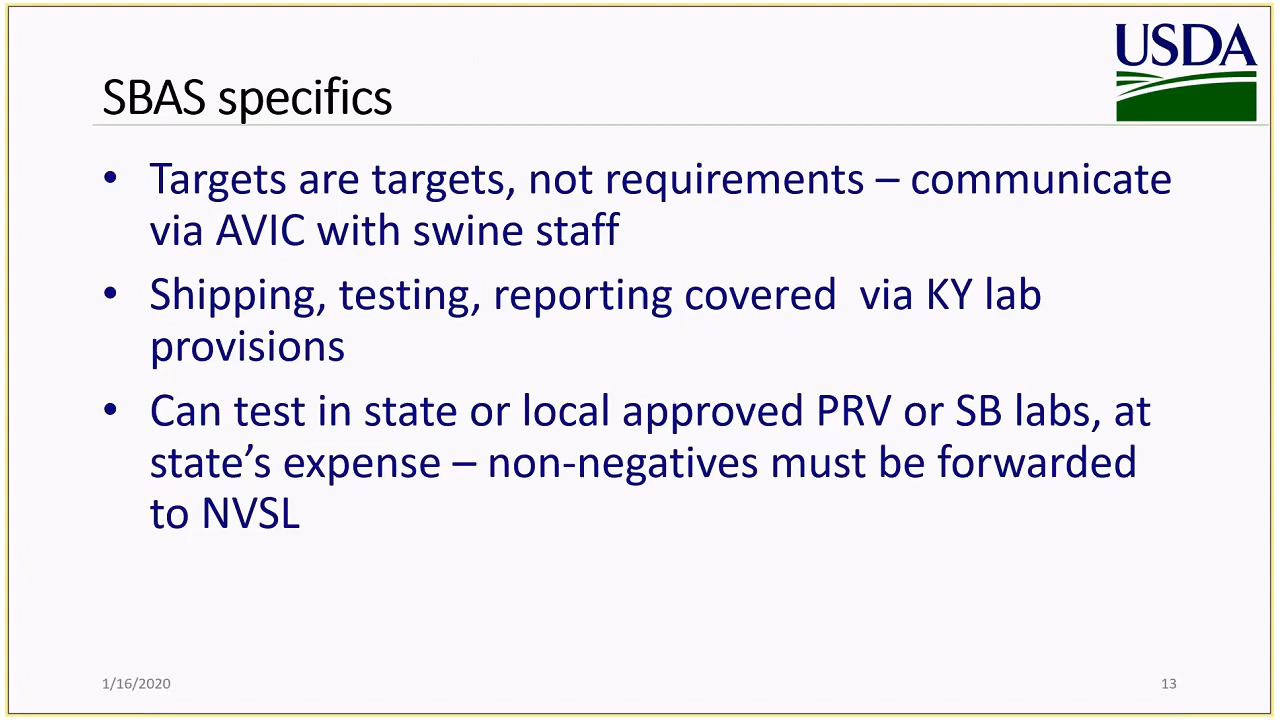 USDA
SBAS specifics
• Targets are targets, not requirements – communicate
via AVIC with swine staff
• Shipping, testing, reporting covered  via KY lab
provisions
• Can test in state or local approved PRV or SB labs, at
state’s expense – non-negatives must be forwarded
to NVSL
1/16/2020
13